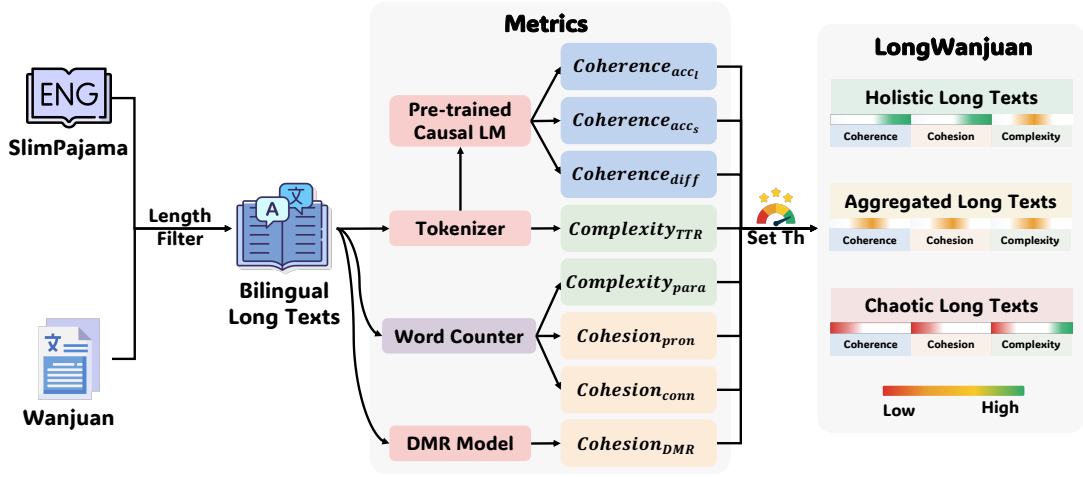 ENG
SlimPajama
文
Wanjuan
Length
Filter
A
文
Bilingual
Long Texts
Metrics
Pre-trained
Causal LM
Tokenizer
Word Counter
DMR Model
Coherence_acc_l
Coherence_acc_s
Coherence_diff
Complexity_TTR
Complexity_para
Cohesion_pron
Cohesion_conn
Cohesion_DMR
Set Th
LongWanjuan
Holistic Long Texts
Coherence Cohesion Complexity
Aggregated Long Texts
Coherence Cohesion Complexity
Chaotic Long Texts
Coherence Cohesion Complexity
Low High